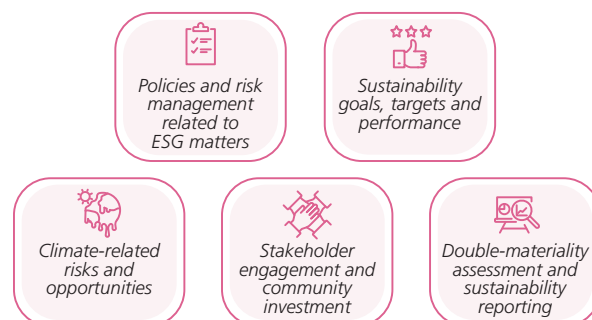 Policies and risk
management
related to
ESG matters
Sustainability
goals, targets and
performance
Climate-related
risks and
opportunities
Stakeholder
engagement and
community
investment
Double-materiality
assessment and
sustainability
reporting